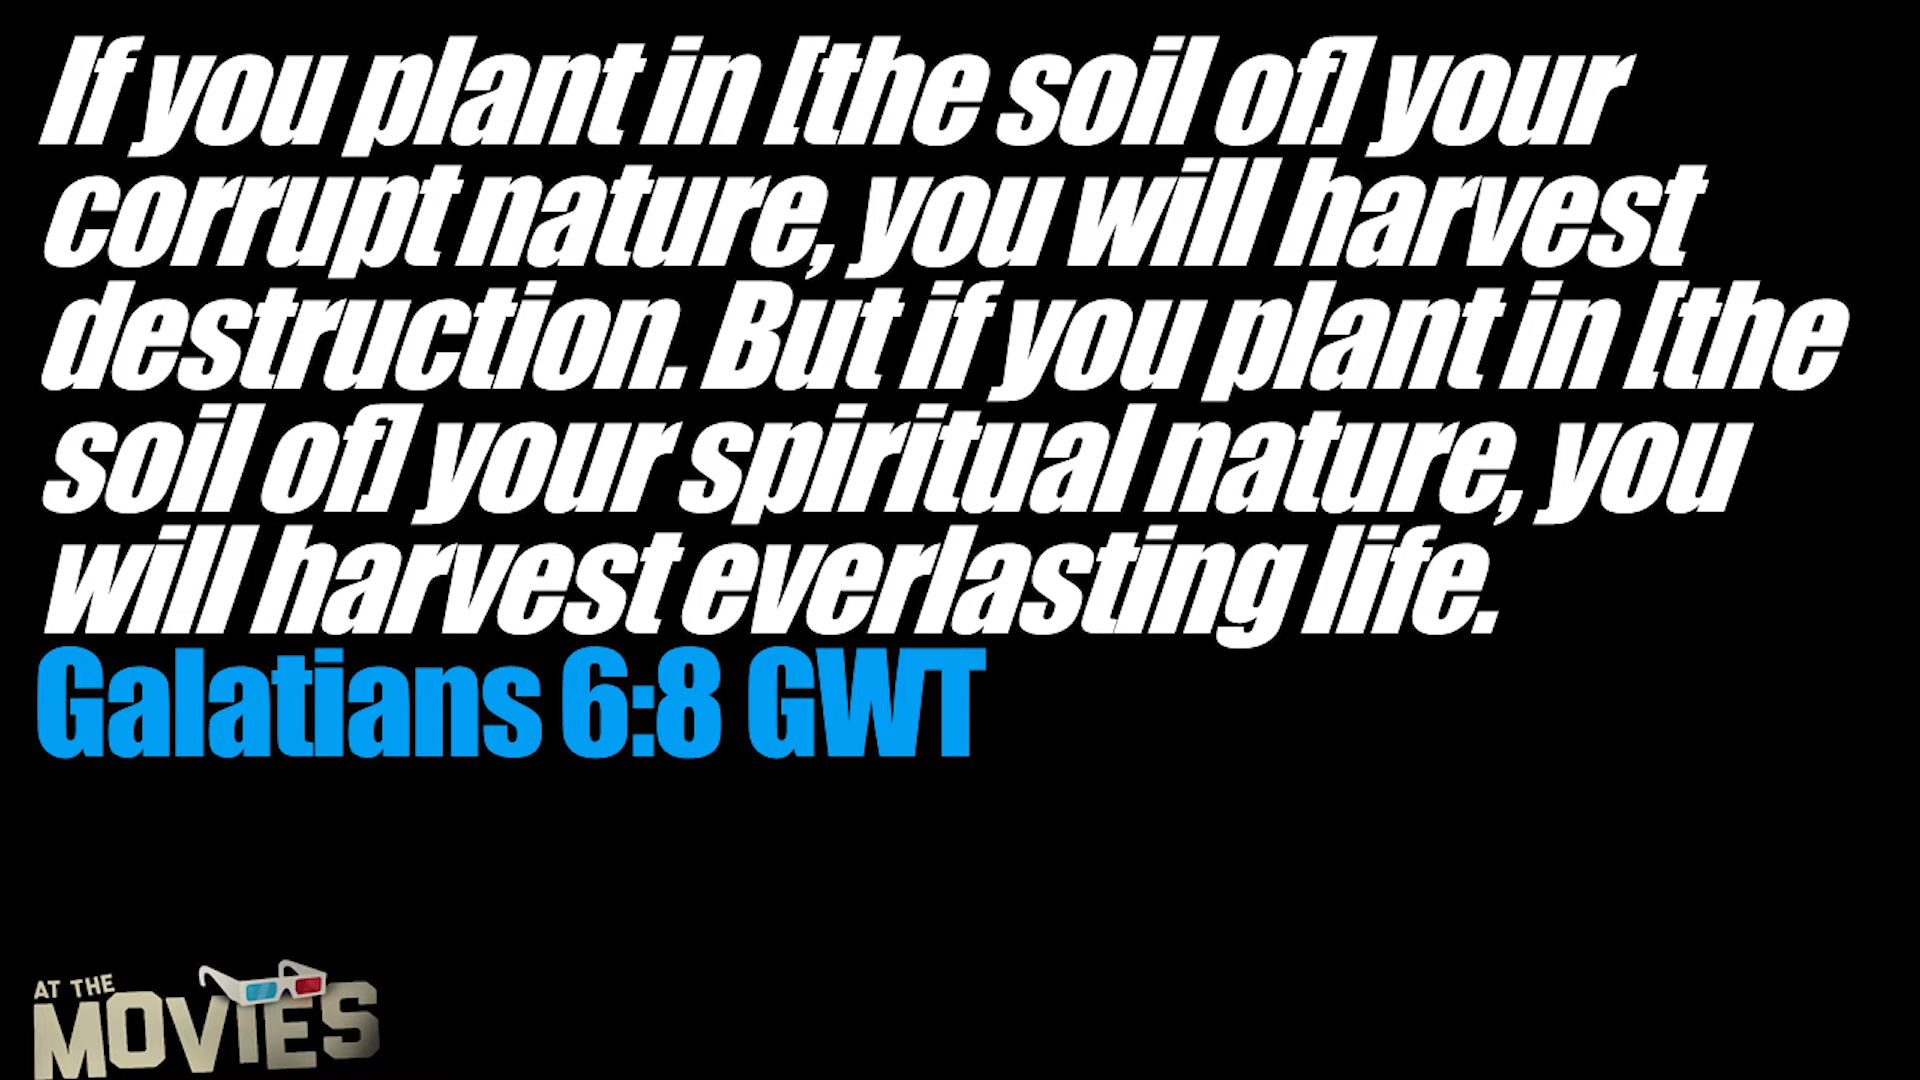 If you plant in [the soil of] your
corrupt nature, you will harvest
destruction. But if you plant in [the
soil of] your spiritual nature, you
will harvest everlasting life.
Galatians 6:8 GWT
AT THE
MOVIES